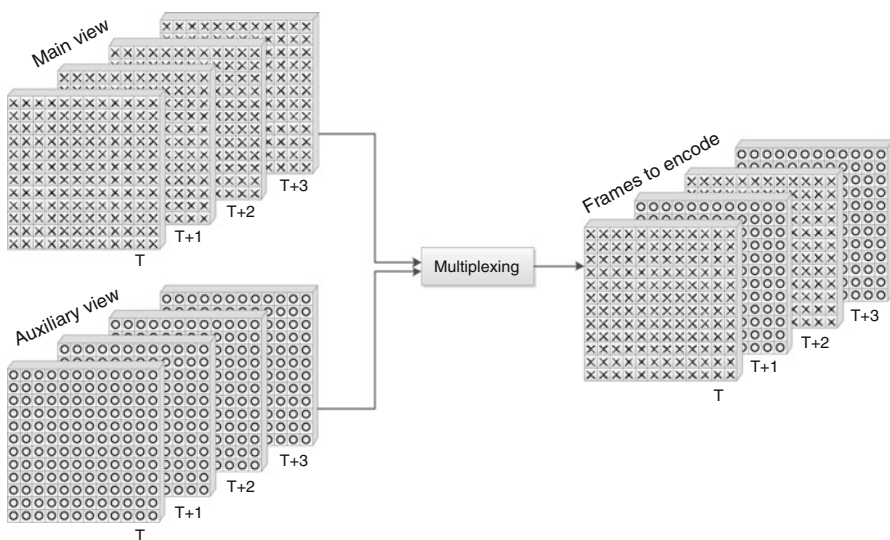 Main view
T+3
T+2
T+1
T
Auxiliary view
T+3
T+2
T+1
T
Multiplexing
Frames to encode
T+3
T+2
T+1
T